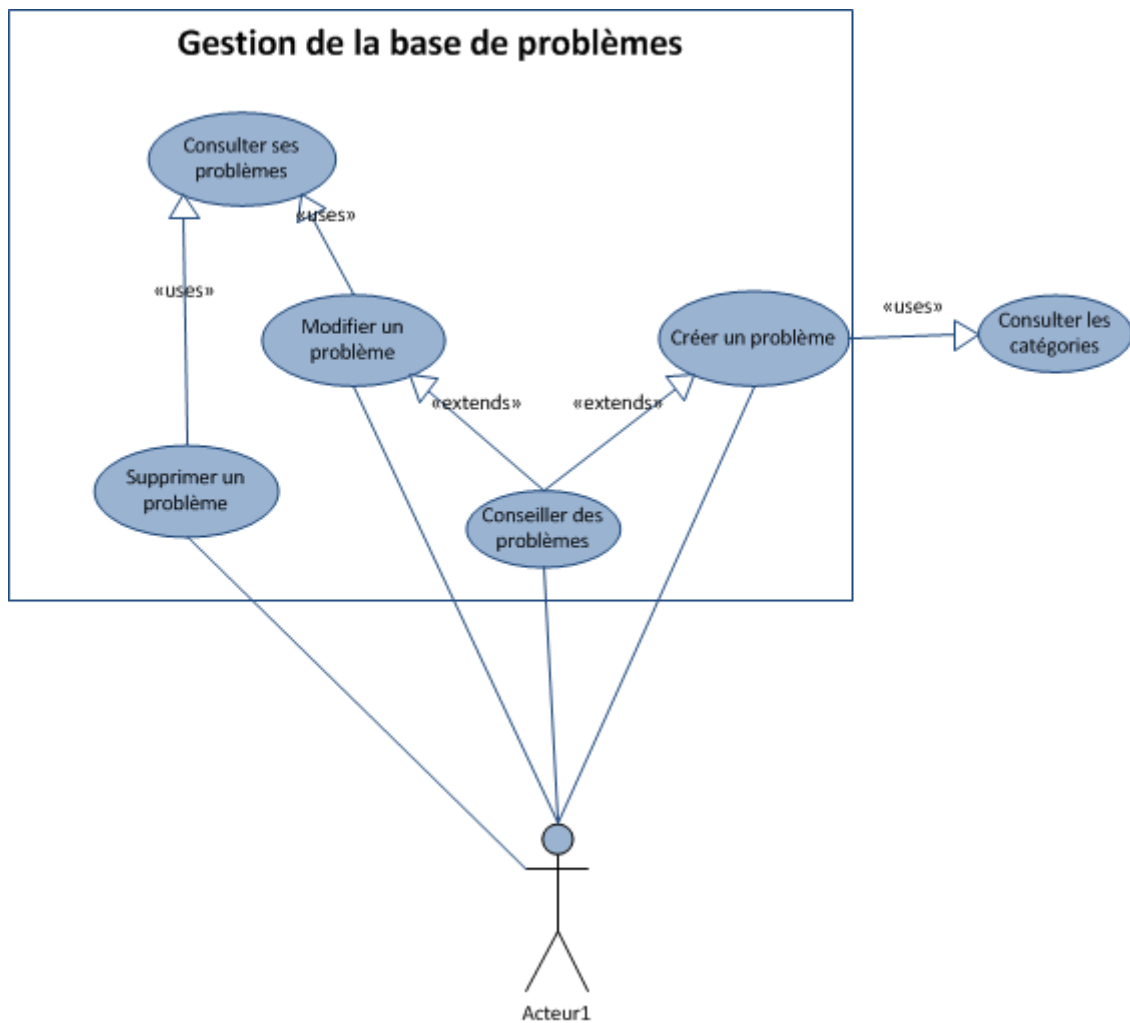 Gestion de la base de problèmes
Consulter ses
problèmes
«uses»
«uses»
Modifier un
problème
Créer un problème
«uses»
Consulter les
catégories
«extends»
«extends»
Supprimer un
problème
Conseiller des
problèmes
Acteur1